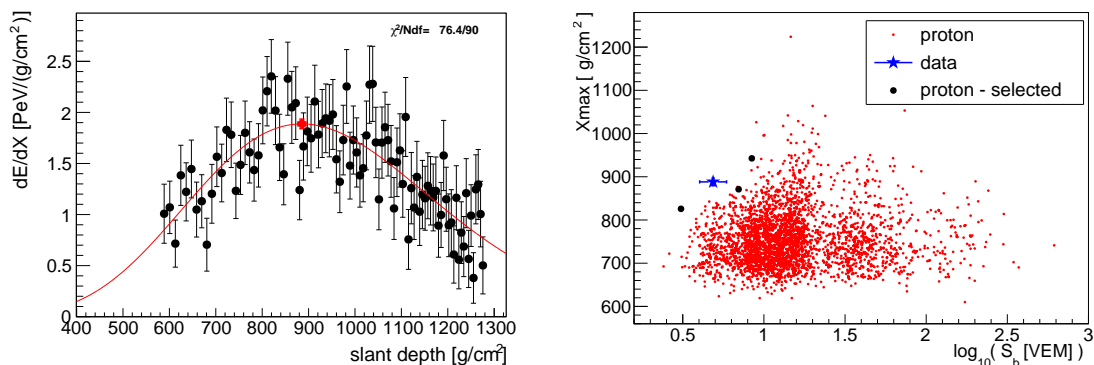 χ²/Ndf= 76.4/90
dE/dX [PeV/(g/cm²)]
2.5
2
1.5
1
0.5
0
400 500 600 700 800 900 1000 1100 1200 1300
slant depth [g/cm²]
Xmax [ g/cm² ]
proton
data
proton - selected
1200
1100
1000
900
800
700
600
0.5 1 1.5 2 2.5 3
log₁₀( S_b [VEM] )